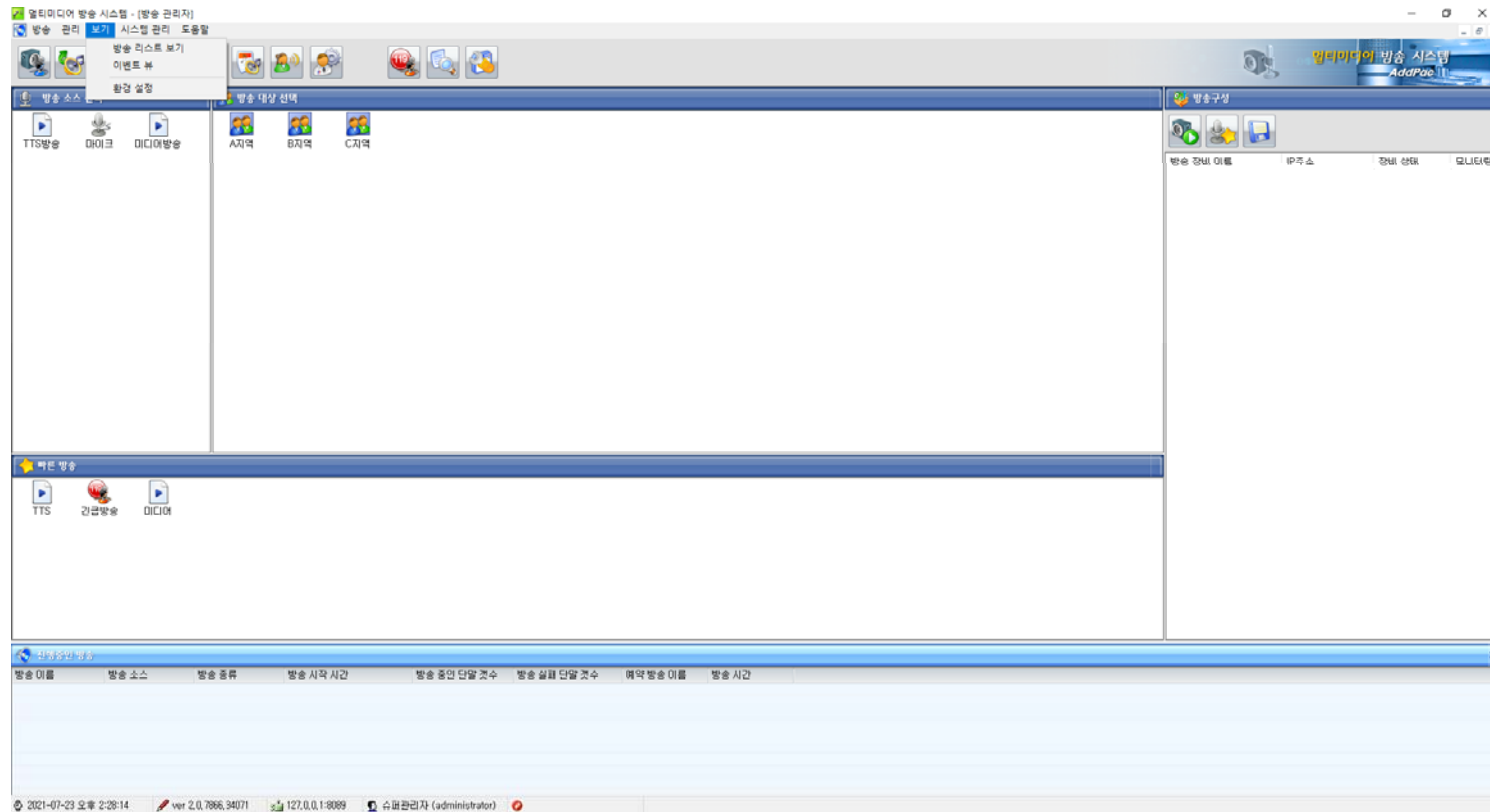 멀티미디어 방송 시스템 - [방송 관리자]
방송 관리 보기 시스템 관리 도움말
방송 리스트 보기
이벤트 뷰
환경 설정
멀티미디어 방송 시스템
AddPac
방송 소스
방송 대상 선택
방송구성
TTS방송 마이크 미디어방송
A지역 B지역 C지역
방송 장비 이름 IP주소 장비 상태 모니터링
빠른 방송
TTS 긴급방송 미디어
진행중인 방송
방송 이름 방송 소스 방송 종류 방송 시작 시간 방송 중인 단말 갯수 방송 실패 단말 갯수 예약 방송 이름 방송 시간
2021-07-23 오후 2:28:14 ver 2.0.7866.34071 127.0.0.1:8089 슈퍼관리자 (administrator)